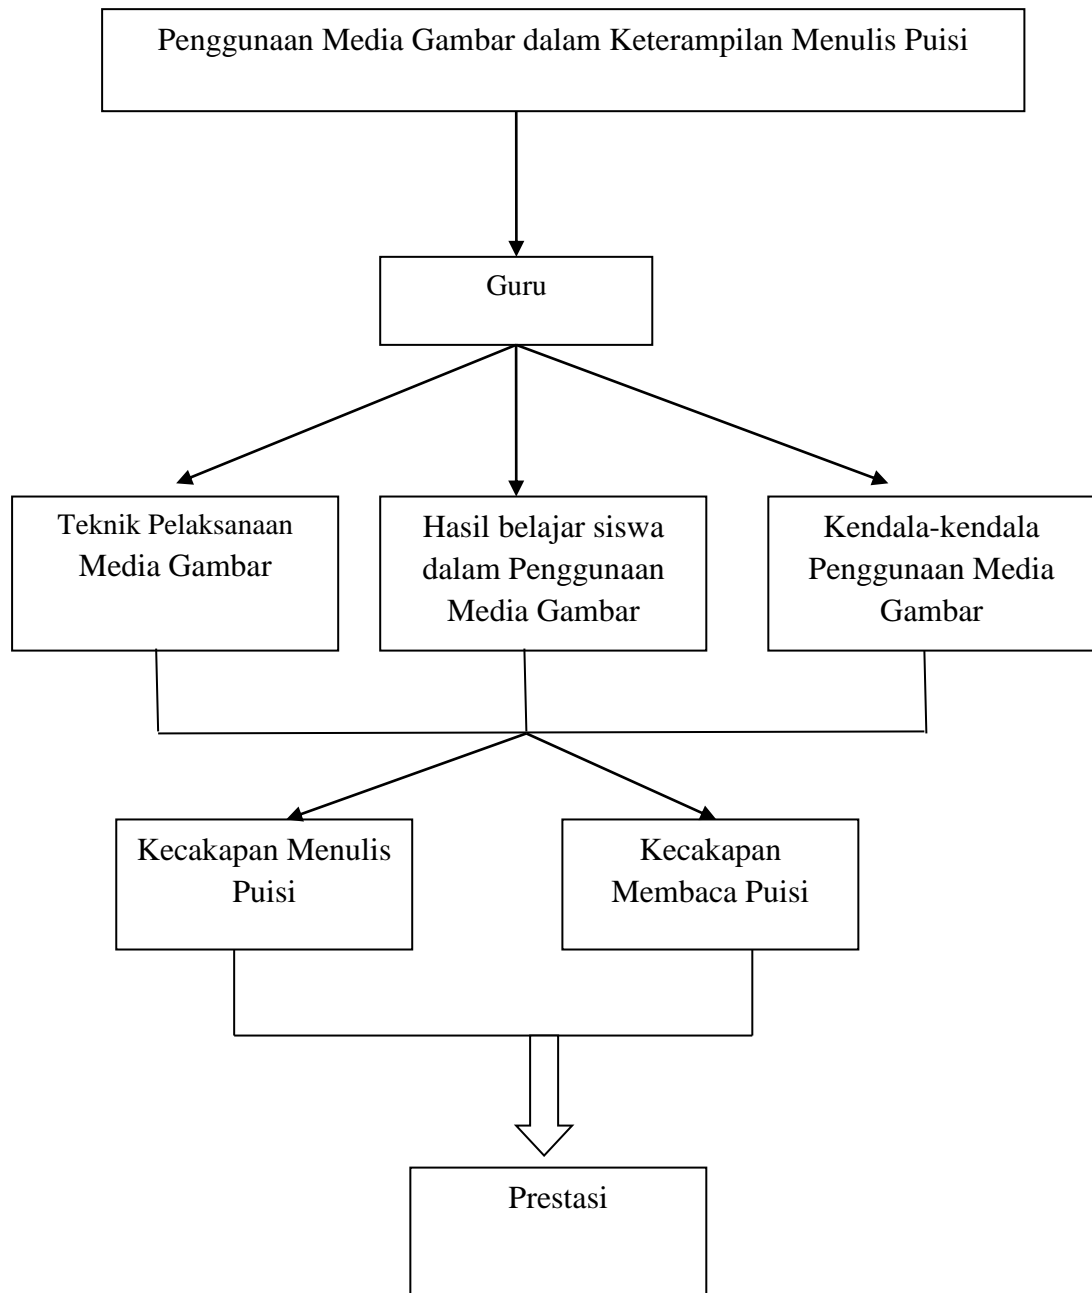 Penggunaan Media Gambar dalam Keterampilan Menulis Puisi
Guru
Teknik Pelaksanaan
Media Gambar
Hasil belajar siswa
dalam Penggunaan
Media Gambar
Kendala-kendala
Penggunaan Media
Gambar
Kecakapan Menulis
Puisi
Kecakapan
Membaca Puisi
Prestasi